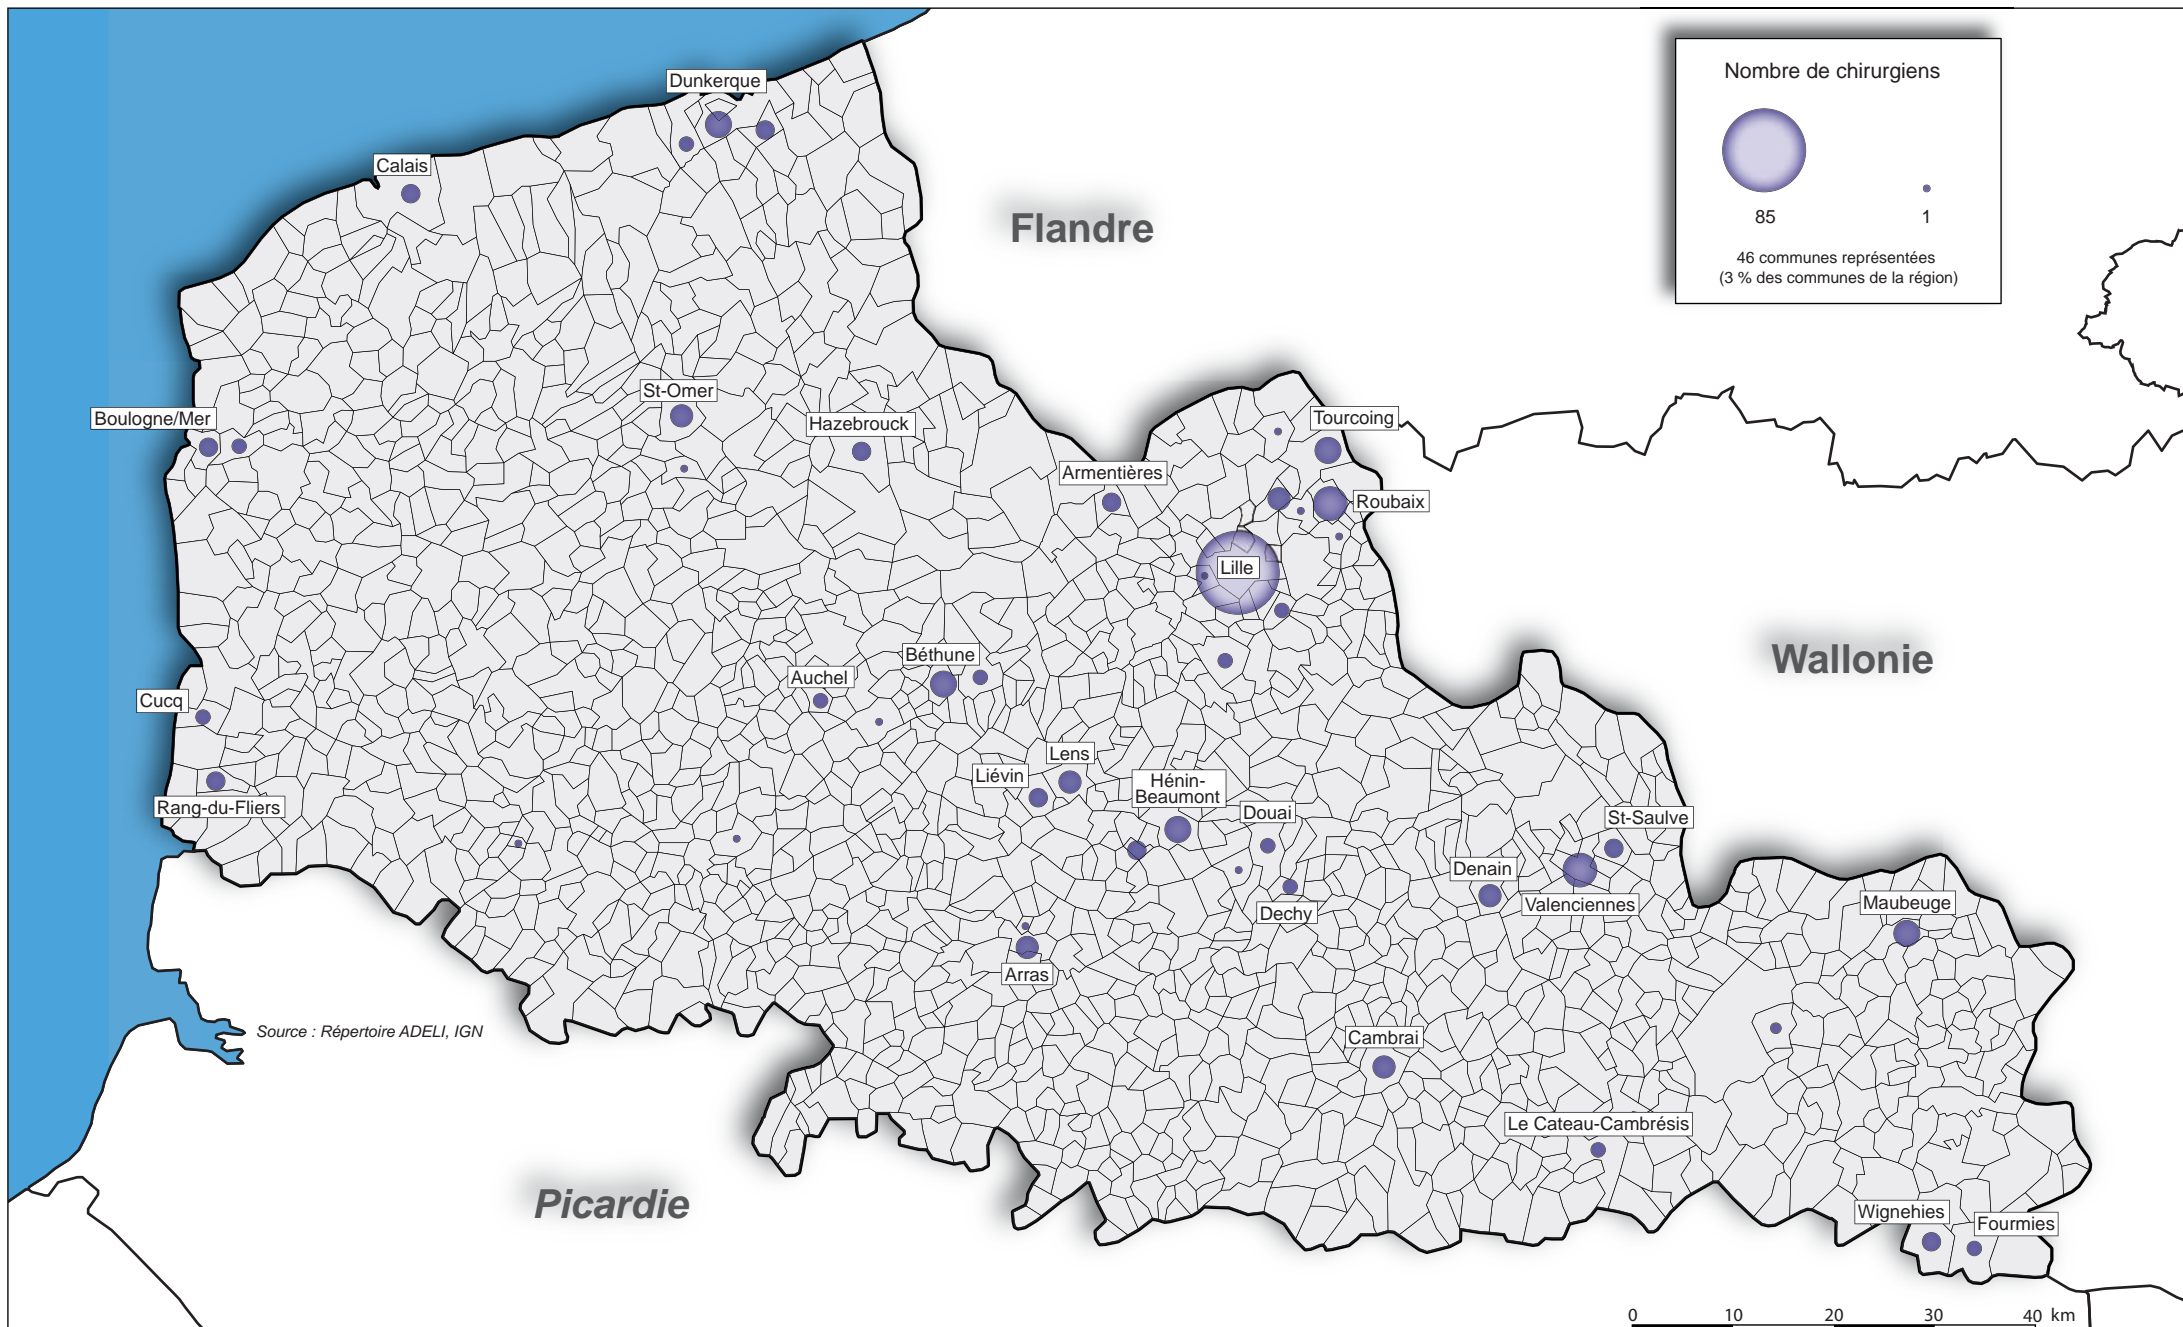 Nombre de chirurgiens
85
1
46 communes représentées
(3 % des communes de la région)
Dunkerque
Calais
Flandre
St-Omer
Boulogne/Mer
Hazebrouck
Tourcoing
Armentières
Roubaix
Lille
Wallonie
Béthune
Auchel
Cucq
Lens
Liévin
Hénin-
Beaumont
Rang-du-Fliers
Douai
St-Saulve
Denain
Valenciennes
Dechy
Maubeuge
Arras
Source : Répertoire ADELI, IGN
Cambrai
Le Cateau-Cambrésis
Picardie
Wignehies
Fourmies
0 10 20 30 40 km